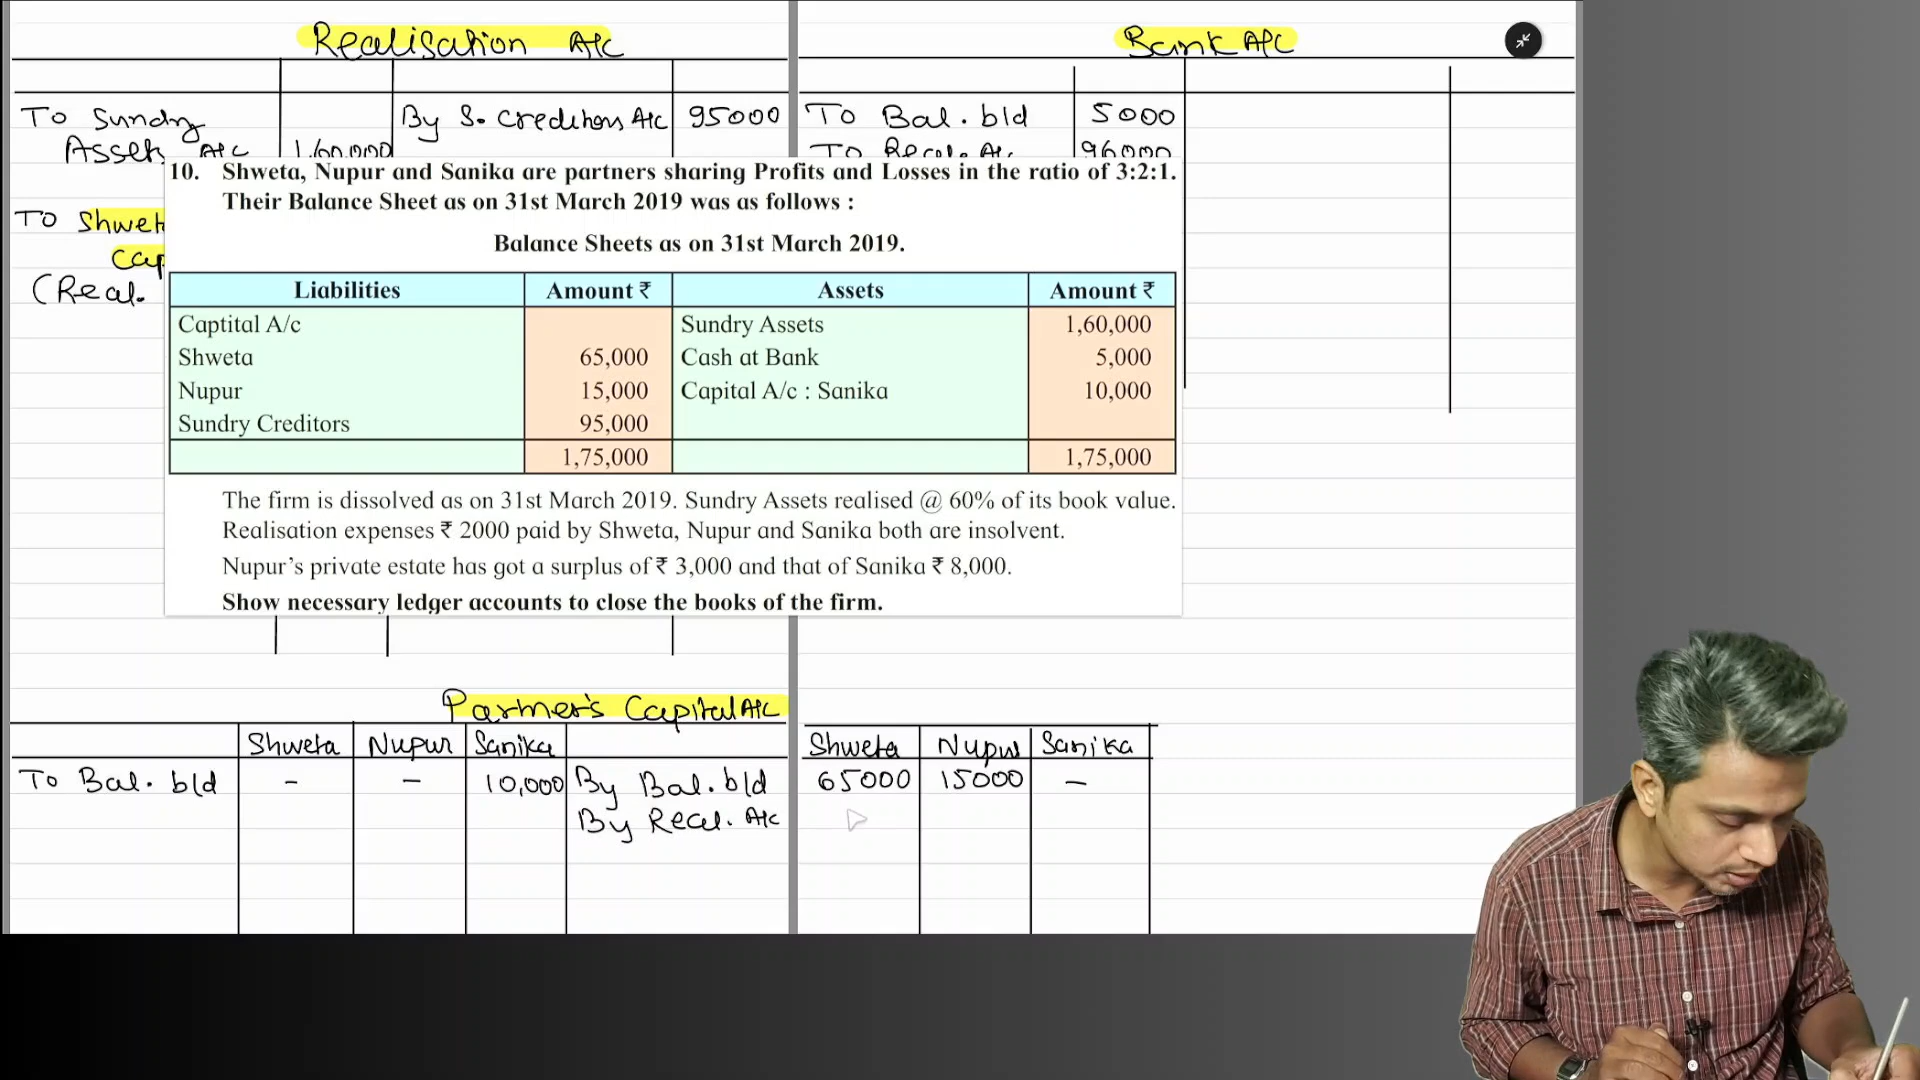 Realisation A/c
Bank A/c
To Sundry
Assets A/c 1,60,000
By S. Creditors A/c 95000
To Bal. b/d 5000
To Real. A/c 96000
To Shweta
Cap
(Real.
10. Shweta, Nupur and Sanika are partners sharing Profits and Losses in the ratio of 3:2:1.
Their Balance Sheet as on 31st March 2019 was as follows :
Balance Sheets as on 31st March 2019.
Liabilities Amount ₹ Assets Amount ₹
Captital A/c Sundry Assets 1,60,000
Shweta 65,000 Cash at Bank 5,000
Nupur 15,000 Capital A/c : Sanika 10,000
Sundry Creditors 95,000
1,75,000 1,75,000
The firm is dissolved as on 31st March 2019. Sundry Assets realised @ 60% of its book value.
Realisation expenses ₹ 2000 paid by Shweta, Nupur and Sanika both are insolvent.
Nupur’s private estate has got a surplus of ₹ 3,000 and that of Sanika ₹ 8,000.
Show necessary ledger accounts to close the books of the firm.
Partner's Capital A/c
Shweta Nupur Sanika Shweta Nupur Sanika
To Bal. b/d - - 10,000 By Bal. b/d 65000 15000 -
By Real. A/c